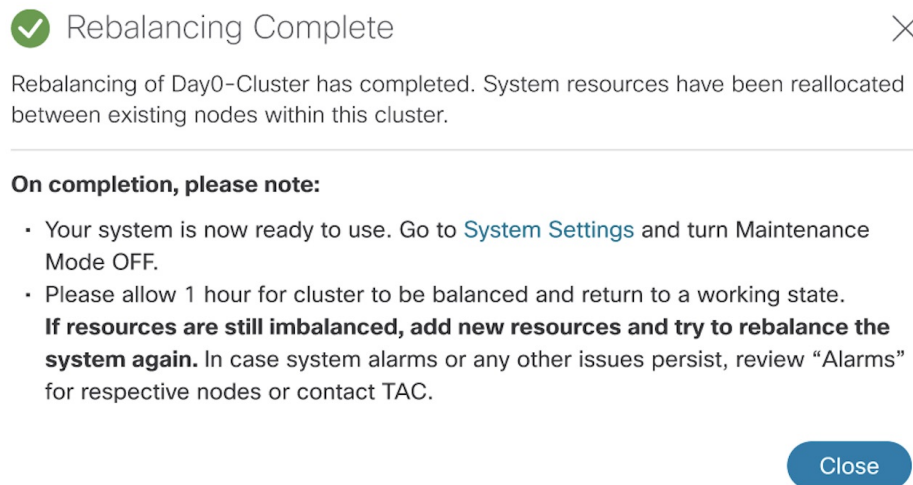 Rebalancing Complete
Rebalancing of Day0-Cluster has completed. System resources have been reallocated
between existing nodes within this cluster.
On completion, please note:
· Your system is now ready to use. Go to System Settings and turn Maintenance
Mode OFF.
· Please allow 1 hour for cluster to be balanced and return to a working state.
If resources are still imbalanced, add new resources and try to rebalance the
system again. In case system alarms or any other issues persist, review “Alarms”
for respective nodes or contact TAC.
Close